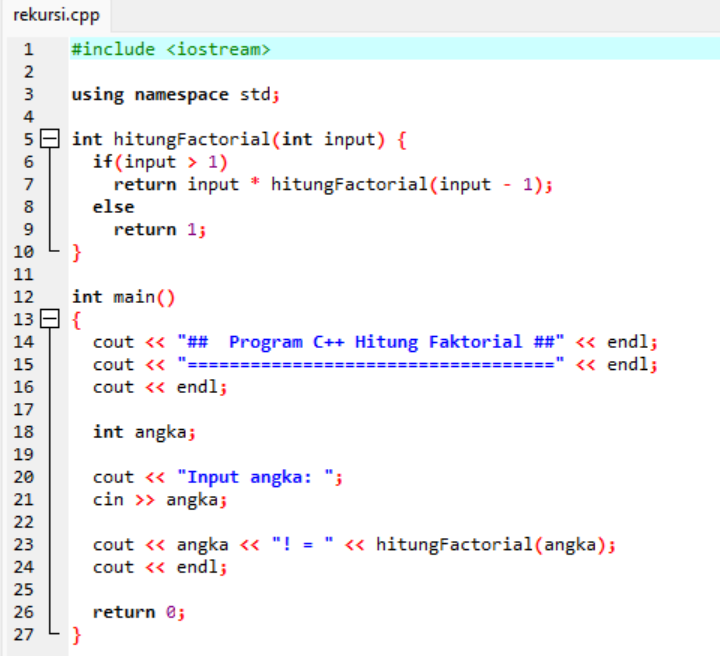 rekursi.cpp
1 #include <iostream>
2
3 using namespace std;
4
5 int hitungFactorial(int input) {
6 if(input > 1)
7 return input * hitungFactorial(input - 1);
8 else
9 return 1;
10 }
11
12 int main()
13 {
14 cout << "##  Program C++ Hitung Faktorial ##" << endl;
15 cout << "===================================" << endl;
16 cout << endl;
17
18 int angka;
19
20 cout << "Input angka: ";
21 cin >> angka;
22
23 cout << angka << "! = " << hitungFactorial(angka);
24 cout << endl;
25
26 return 0;
27 }